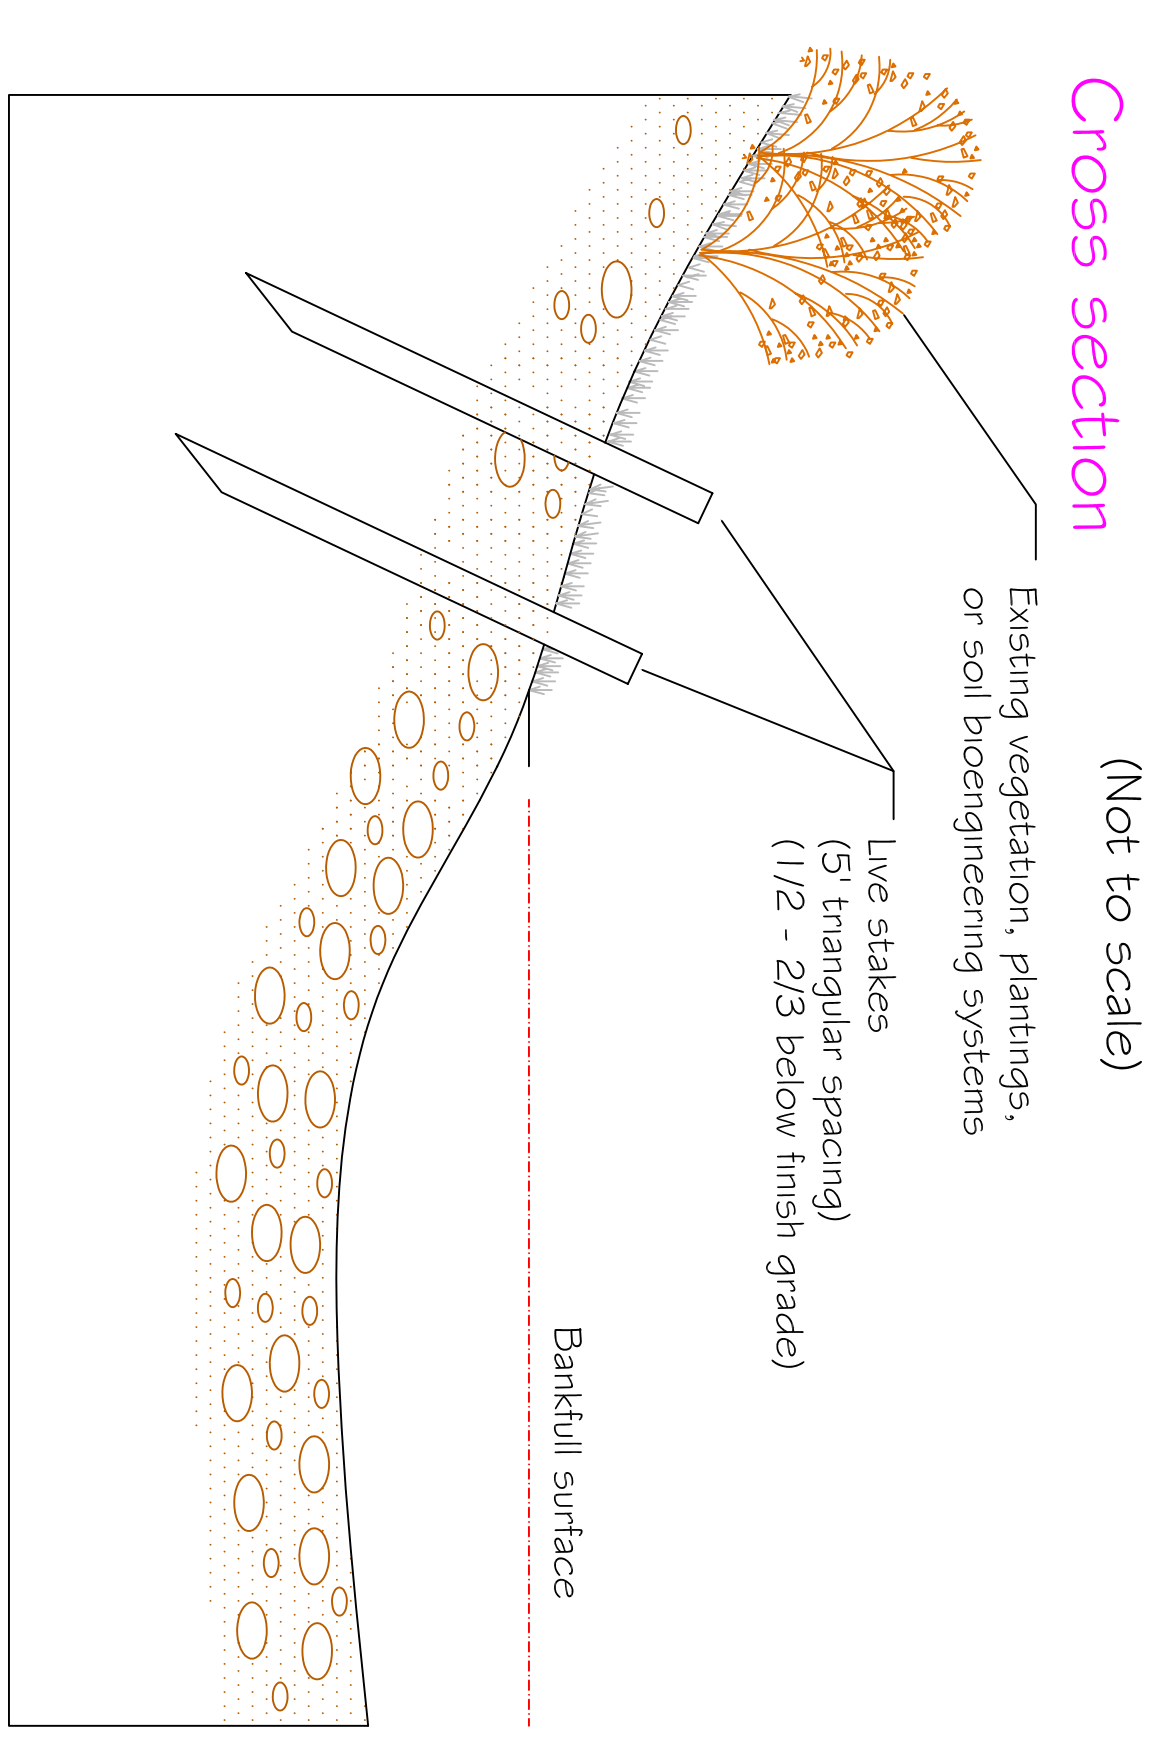 Cross section
(Not to scale)
Existing vegetation, plantings,
or soil bioengineering systems
Live stakes
(5' triangular spacing)
(1/2 - 2/3 below finish grade)
Bankfull surface